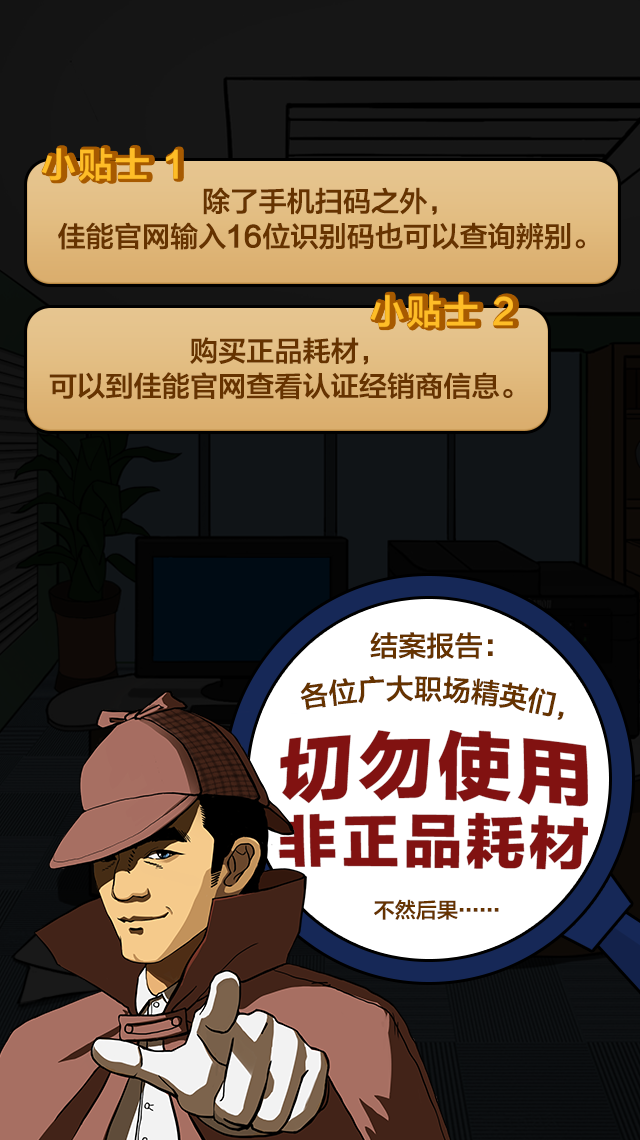 小贴士 1
除了手机扫码之外，
佳能官网输入16位识别码也可以查询辨别。
小贴士 2
购买正品耗材，
可以到佳能官网查看认证经销商信息。
结案报告：
各位广大职场精英们，
切勿使用
非正品耗材
不然后果……